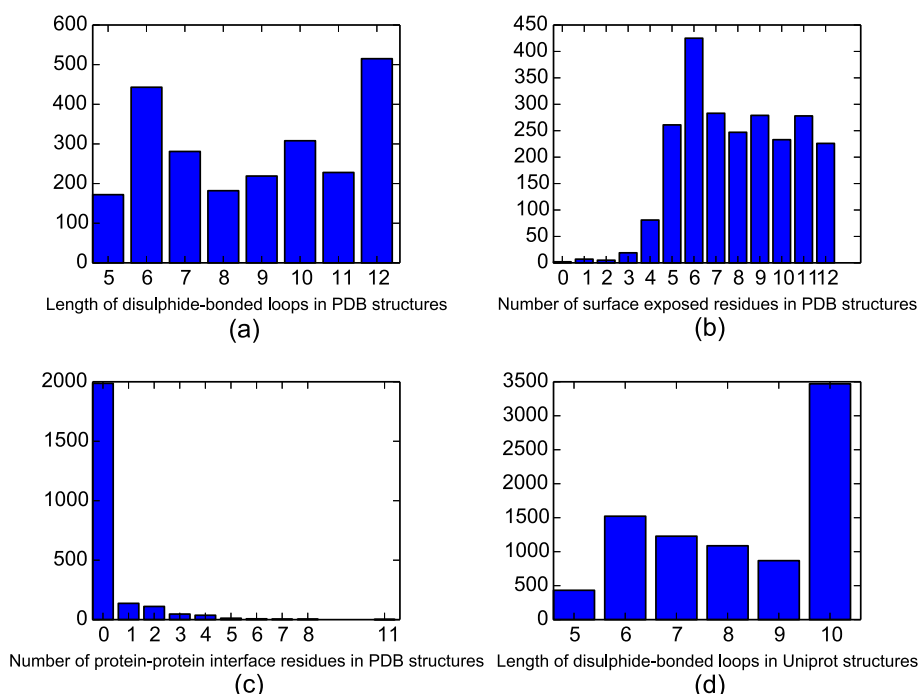 600
500
400
300
200
100
0
5 6 7 8 9 10 11 12
Length of disulphide-bonded loops in PDB structures
(a)
450
400
350
300
250
200
150
100
50
0
0 1 2 3 4 5 6 7 8 9 10 11 12
Number of surface exposed residues in PDB structures
(b)
2000
1500
1000
500
0
0 1 2 3 4 5 6 7 8 11
Number of protein-protein interface residues in PDB structures
(c)
3500
3000
2500
2000
1500
1000
500
0
5 6 7 8 9 10
Length of disulphide-bonded loops in Uniprot structures
(d)